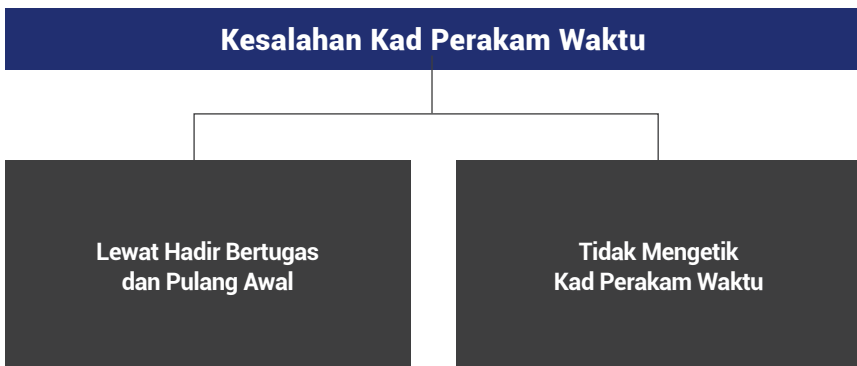 Kesalahan Kad Perakam Waktu
Lewat Hadir Bertugas
dan Pulang Awal
Tidak Mengetik
Kad Perakam Waktu